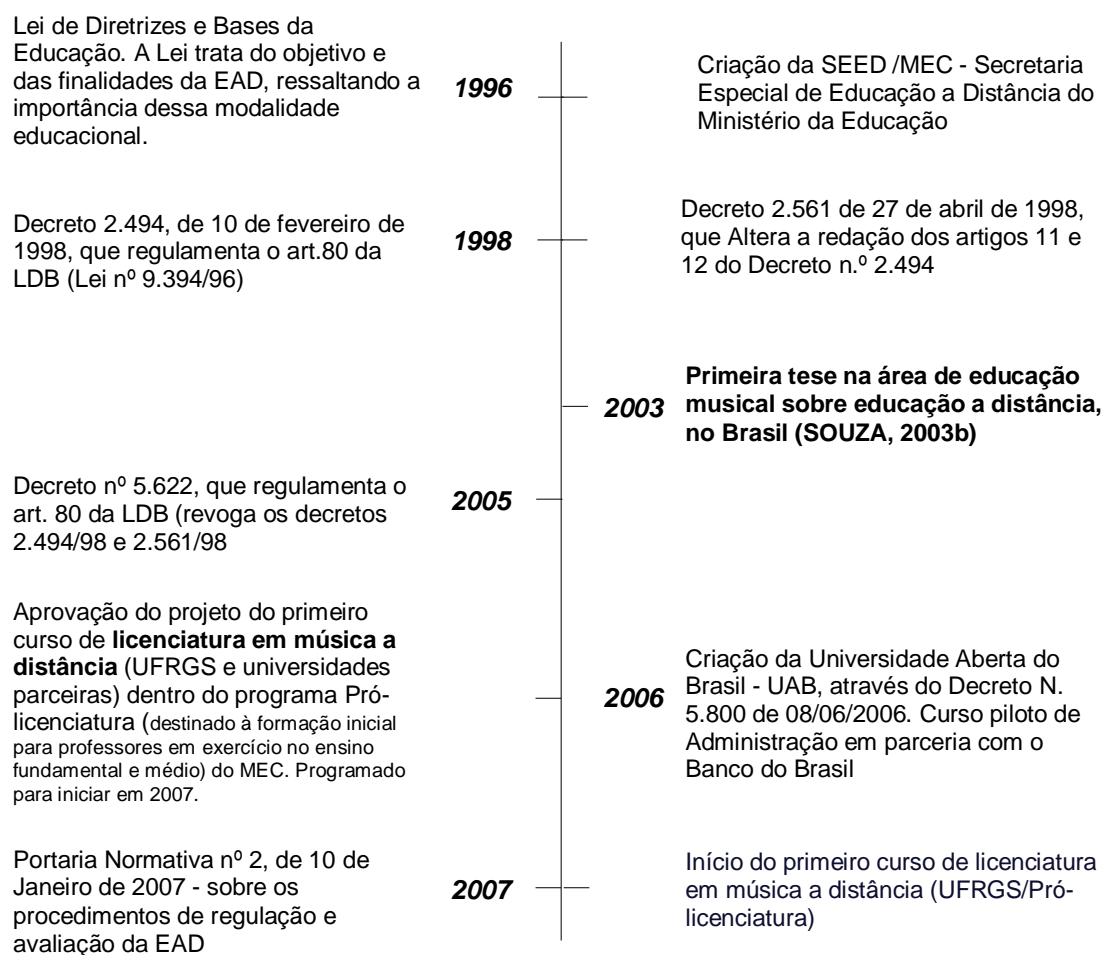 Lei de Diretrizes e Bases da
Educação. A Lei trata do objetivo e
das finalidades da EAD, ressaltando a
importância dessa modalidade
educacional.
1996
Criação da SEED /MEC - Secretaria
Especial de Educação a Distância do
Ministério da Educação
Decreto 2.494, de 10 de fevereiro de
1998, que regulamenta o art.80 da
LDB (Lei nº 9.394/96)
1998
Decreto 2.561 de 27 de abril de 1998,
que Altera a redação dos artigos 11 e
12 do Decreto n.º 2.494
2003
Primeira tese na área de educação
musical sobre educação a distância,
no Brasil (SOUZA, 2003b)
Decreto nº 5.622, que regulamenta o
art. 80 da LDB (revoga os decretos
2.494/98 e 2.561/98
2005
Aprovação do projeto do primeiro
curso de licenciatura em música a
distância (UFRGS e universidades
parceiras) dentro do programa Pró-
licenciatura (destinado à formação inicial
para professores em exercício no ensino
fundamental e médio) do MEC. Programado
para iniciar em 2007.
2006
Criação da Universidade Aberta do
Brasil - UAB, através do Decreto N.
5.800 de 08/06/2006. Curso piloto de
Administração em parceria com o
Banco do Brasil
Portaria Normativa nº 2, de 10 de
Janeiro de 2007 - sobre os
procedimentos de regulação e
avaliação da EAD
2007
Início do primeiro curso de licenciatura
em música a distância (UFRGS/Pró-
licenciatura)